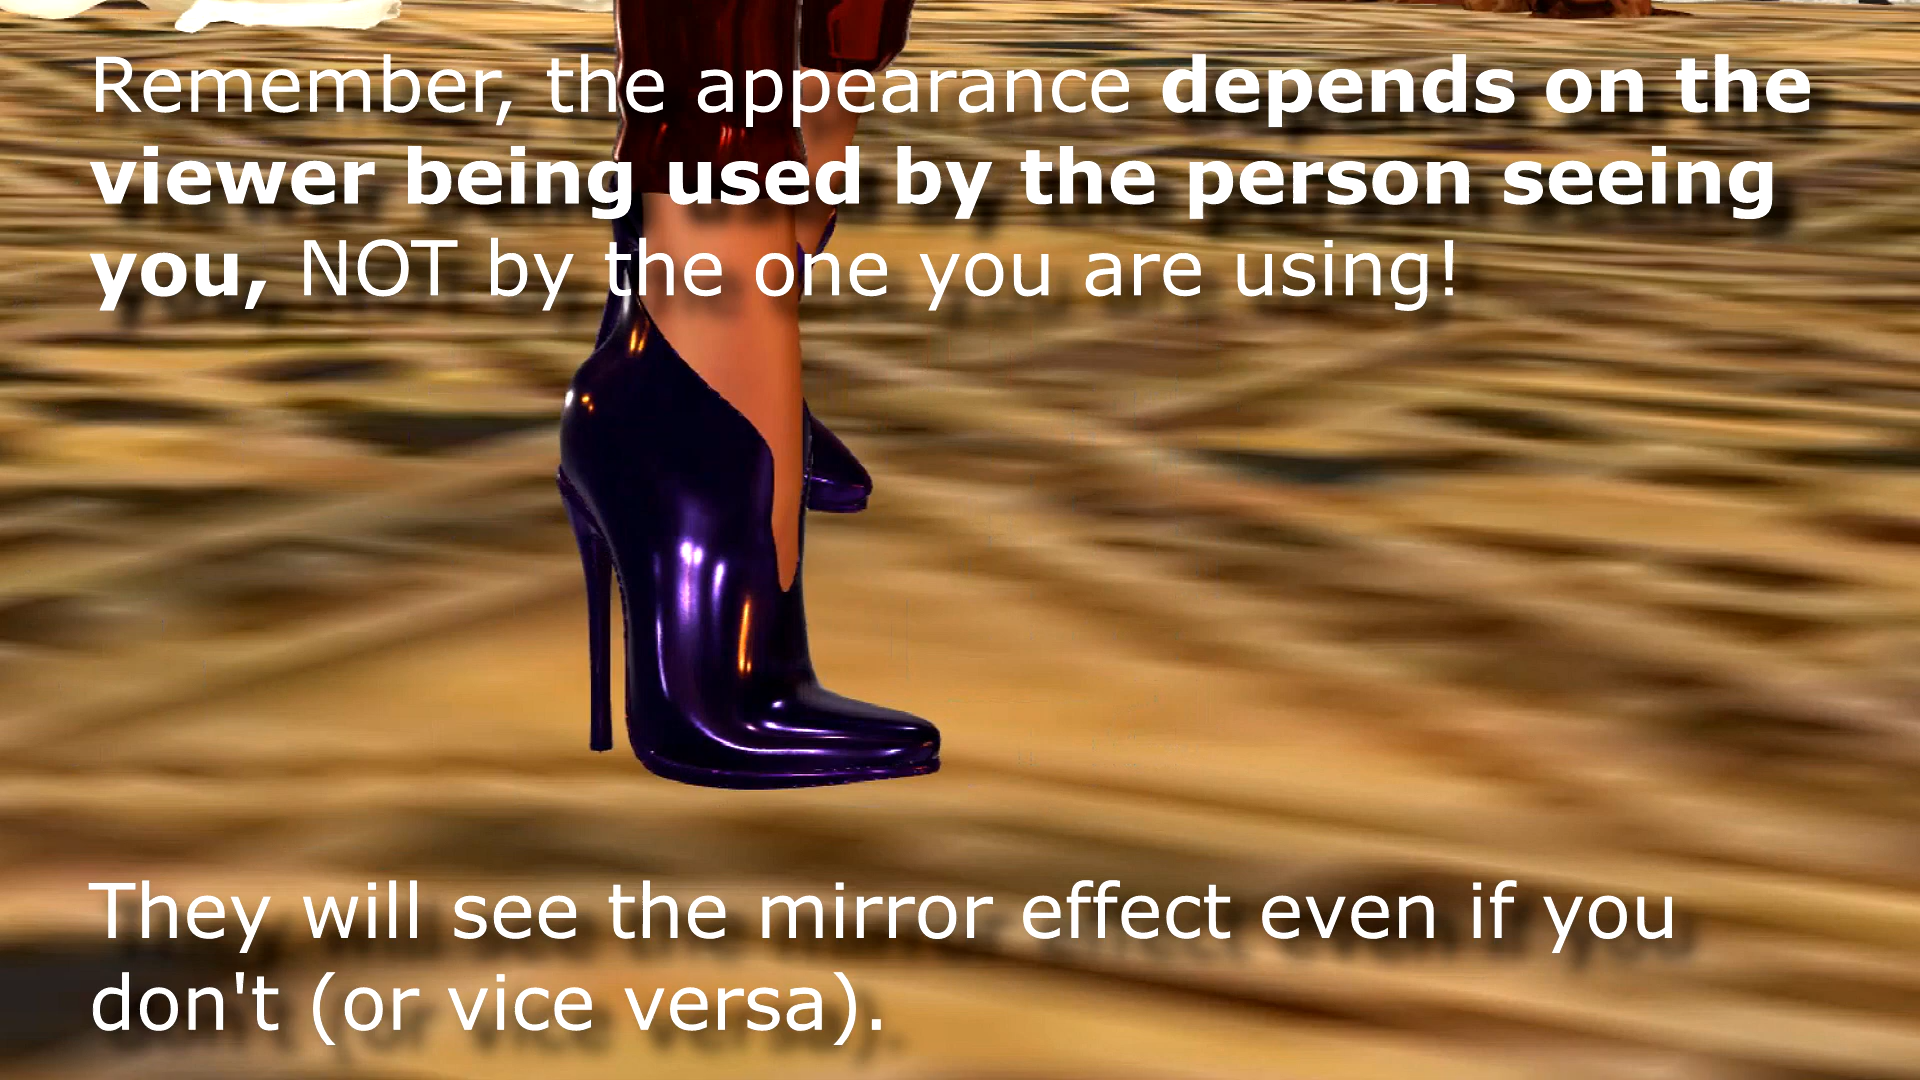 Remember, the appearance depends on the
viewer being used by the person seeing
you, NOT by the one you are using!
They will see the mirror effect even if you
don't (or vice versa).